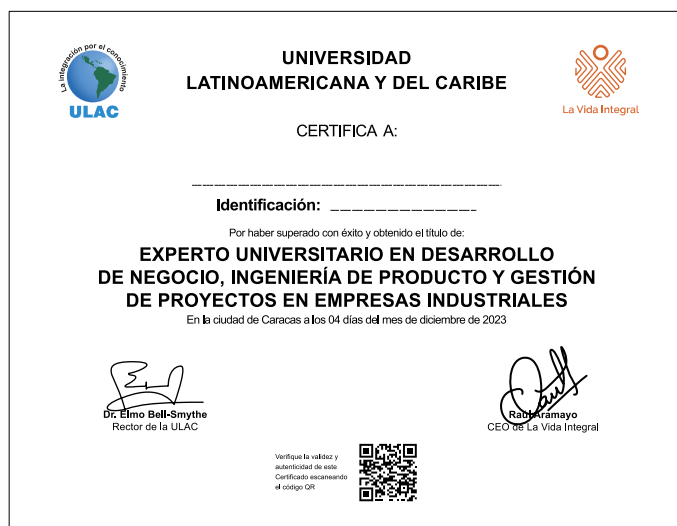 La integración por el conocimiento
ULAC
UNIVERSIDAD
LATINOAMERICANA Y DEL CARIBE
La Vida Integral
CERTIFICA A:
Identificación:
Por haber superado con éxito y obtenido el título de:
EXPERTO UNIVERSITARIO EN DESARROLLO
DE NEGOCIO, INGENIERÍA DE PRODUCTO Y GESTIÓN
DE PROYECTOS EN EMPRESAS INDUSTRIALES
En la ciudad de Caracas a los 04 días del mes de diciembre de 2023
Dr. Elmo Bell-Smythe
Rector de la ULAC
Raúl Aramayo
CEO de La Vida Integral
Verifique la validez y
autenticidad de este
Certificado escaneando
el código QR